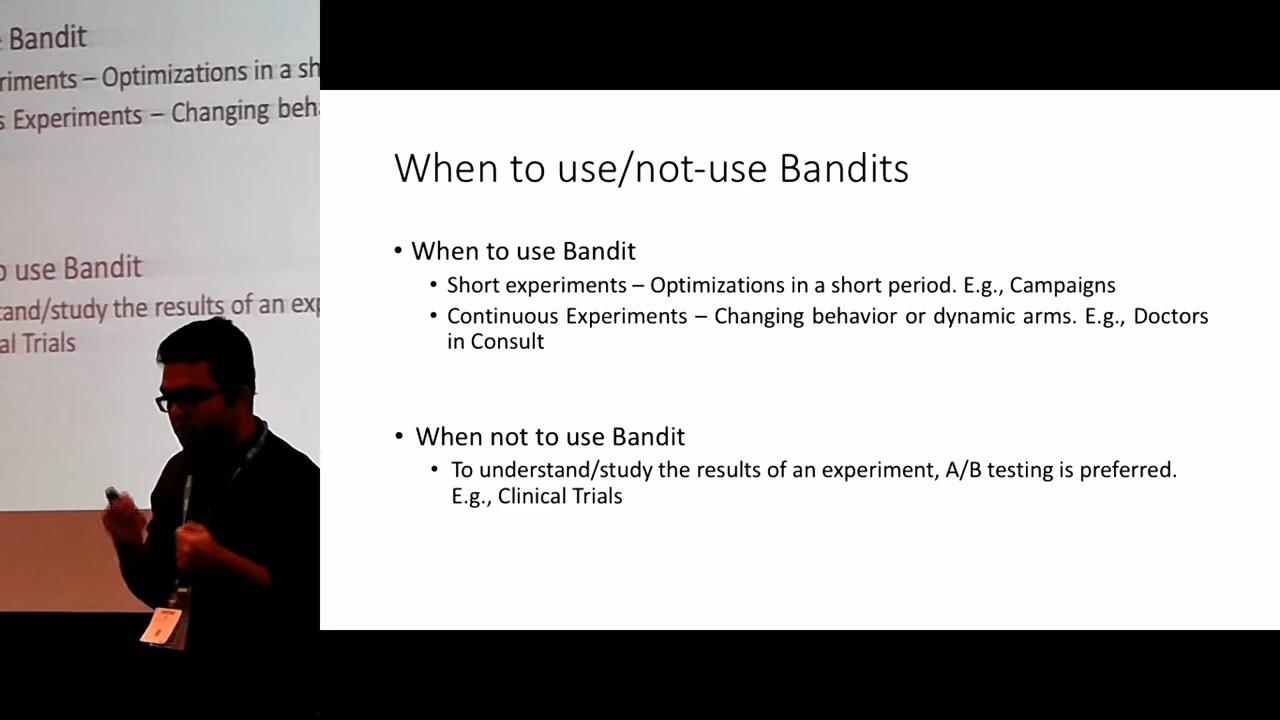 Bandit
riments – Optimizations in a sh
s Experiments – Changing beh
o use Bandit
tand/study the results of an exp
al Trials
When to use/not-use Bandits
• When to use Bandit
• Short experiments – Optimizations in a short period. E.g., Campaigns
• Continuous Experiments – Changing behavior or dynamic arms. E.g., Doctors
in Consult
• When not to use Bandit
• To understand/study the results of an experiment, A/B testing is preferred.
E.g., Clinical Trials